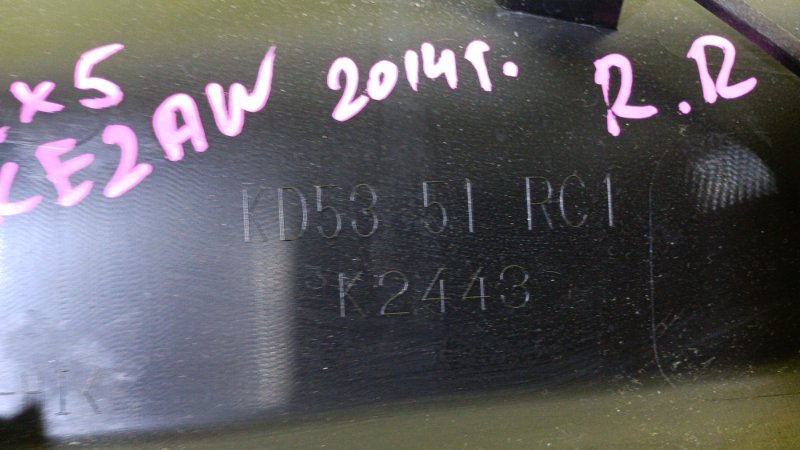 x5 KE2AW 2014г. R.R
KD53 51 RC1
K2443